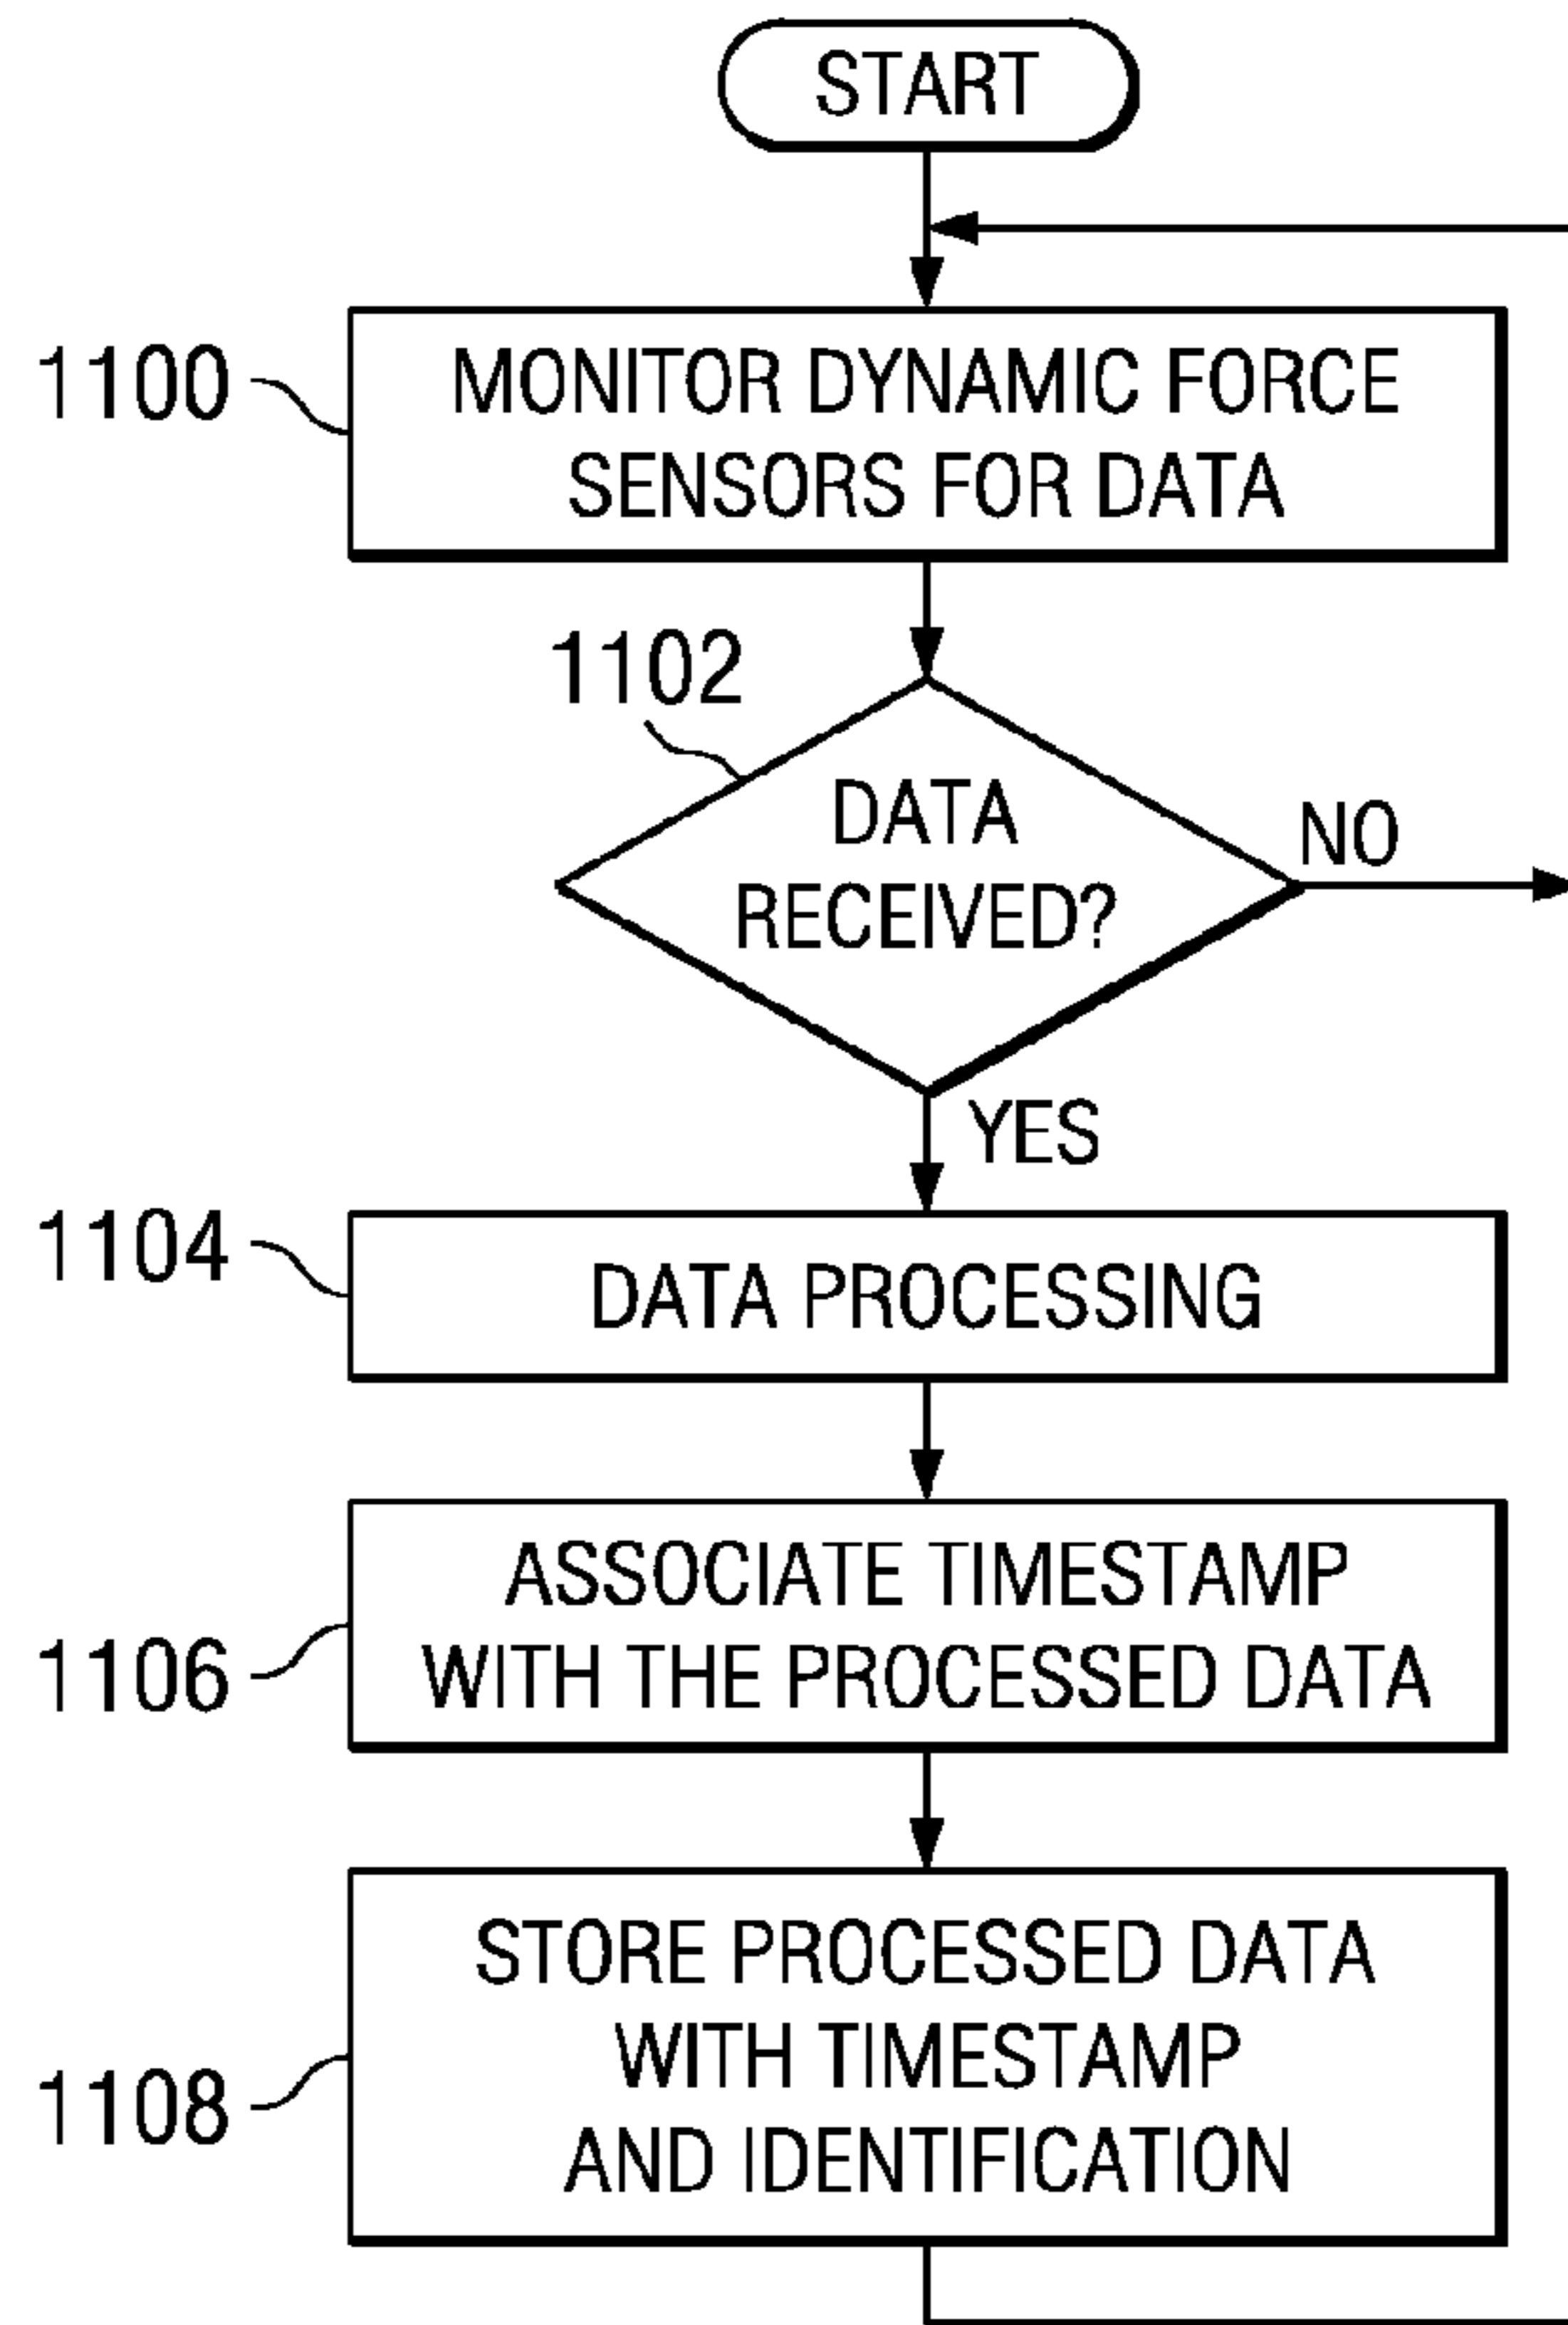 START
1100
MONITOR DYNAMIC FORCE
SENSORS FOR DATA
1102
DATA
RECEIVED?
NO
YES
1104
DATA PROCESSING
ASSOCIATE TIMESTAMP
1106
WITH THE PROCESSED DATA
STORE PROCESSED DATA
WITH TIMESTAMP
1108
AND IDENTIFICATION